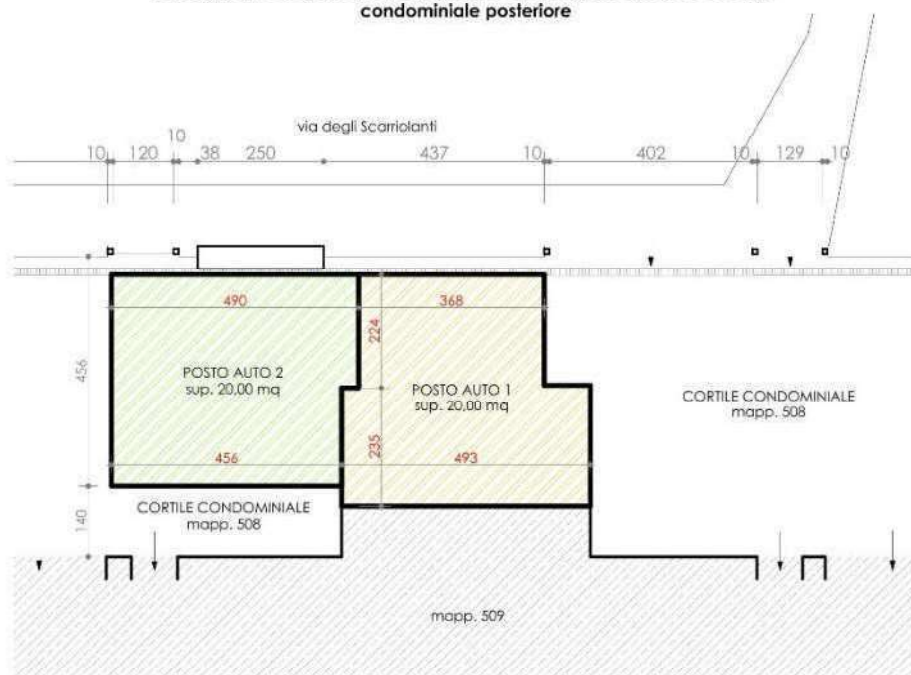 condominiale posteriore
via degli Scarriolanti
10 120 10 38 250 437 10 402 10 129 10
490 368
224
456
POSTO AUTO 2
sup. 20,00 mq
POSTO AUTO 1
sup. 20,00 mq
CORTILE CONDOMINIALE
mapp. 508
235
456 493
CORTILE CONDOMINIALE
mapp. 508
140
mapp. 509